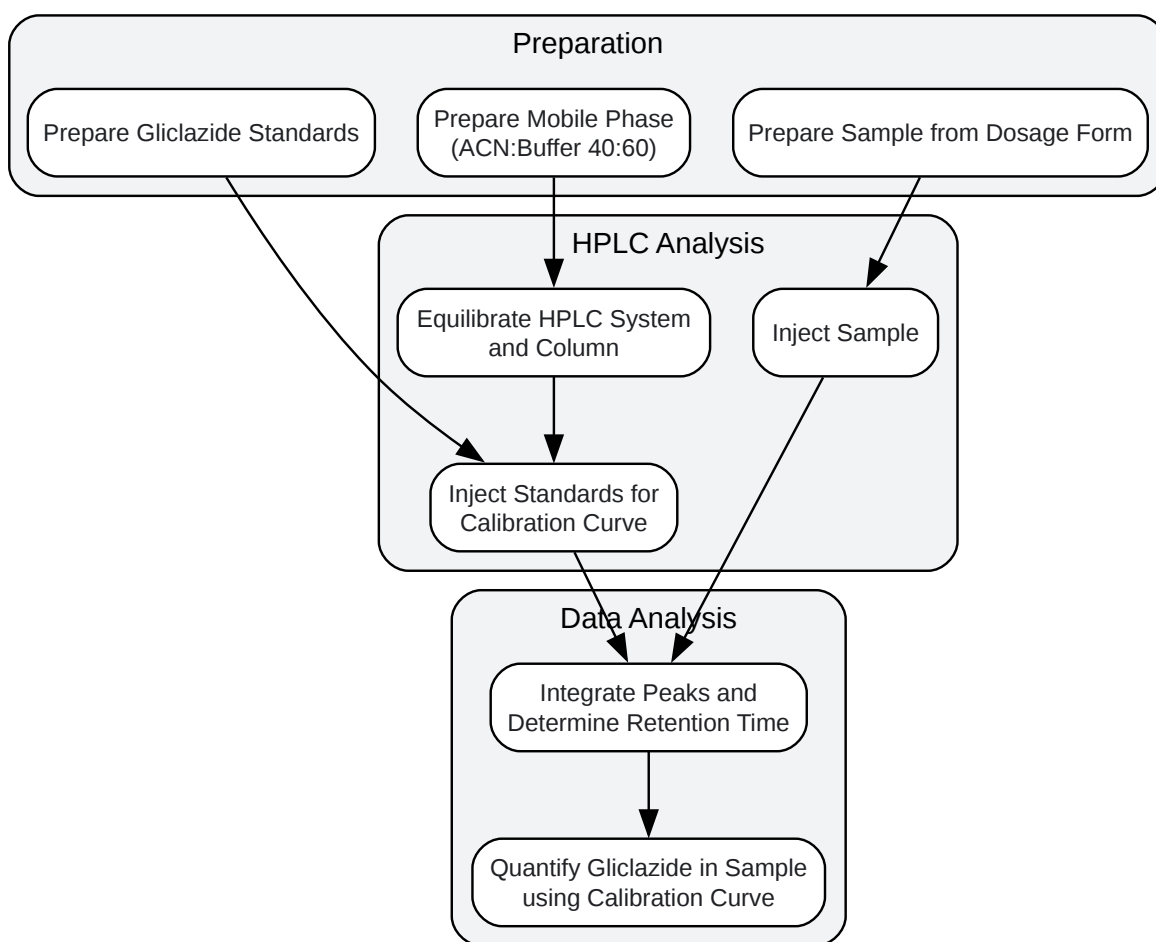 Preparation
Prepare Gliclazide Standards
Prepare Mobile Phase
(ACN:Buffer 40:60)
Prepare Sample from Dosage Form
HPLC Analysis
Equilibrate HPLC System
and Column
Inject Sample
Inject Standards for
Calibration Curve
Data Analysis
Integrate Peaks and
Determine Retention Time
Quantify Gliclazide in Sample
using Calibration Curve